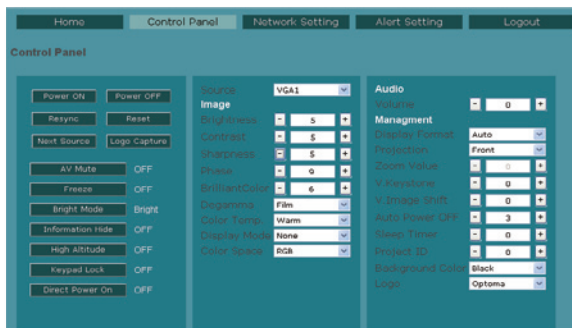 Home Control Panel Network Setting Alert Setting Logout
Control Panel
Power ON Power OFF
Resync Reset
Next Source Logo Capture
AV Mute OFF
Freeze OFF
Bright Mode Bright
Information Hide OFF
High Altitude OFF
Keypad Lock OFF
Direct Power On OFF
Source VGA1
Image
Brightness - 5 +
Contrast - 5 +
Sharpness - 5 +
Phase - 9 +
BrilliantColor - 6 +
Degamma Film
Color Temp. Warm
Display Mode None
Color Space RGB
Audio
Volume - 0 +
Managment
Display Format Auto
Projection Front
Zoom Value - 0 +
V.Keystone - 0 +
V.Image Shift - 0 +
Auto Power OFF - 3 +
Sleep Timer - 0 +
Project ID - 0 +
Background Color Black
Logo Optoma